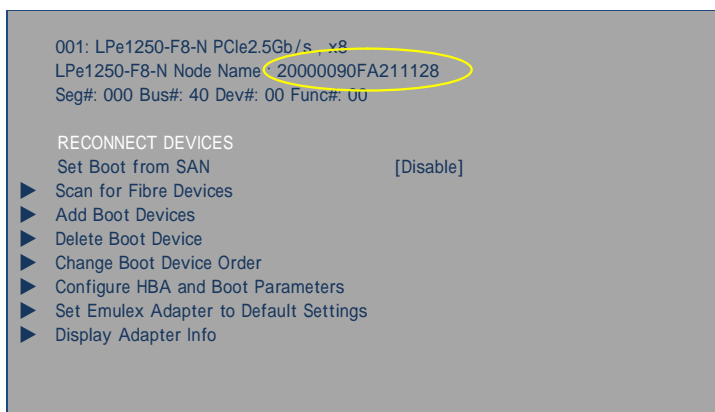 001: LPe1250-F8-N PCIe2.5Gb/s , x8
LPe1250-F8-N Node Name : 20000090FA211128
Seg#: 000 Bus#: 40 Dev#: 00 Func#: 00
RECONNECT DEVICES
Set Boot from SAN [Disable]
Scan for Fibre Devices
Add Boot Devices
Delete Boot Device
Change Boot Device Order
Configure HBA and Boot Parameters
Set Emulex Adapter to Default Settings
Display Adapter Info